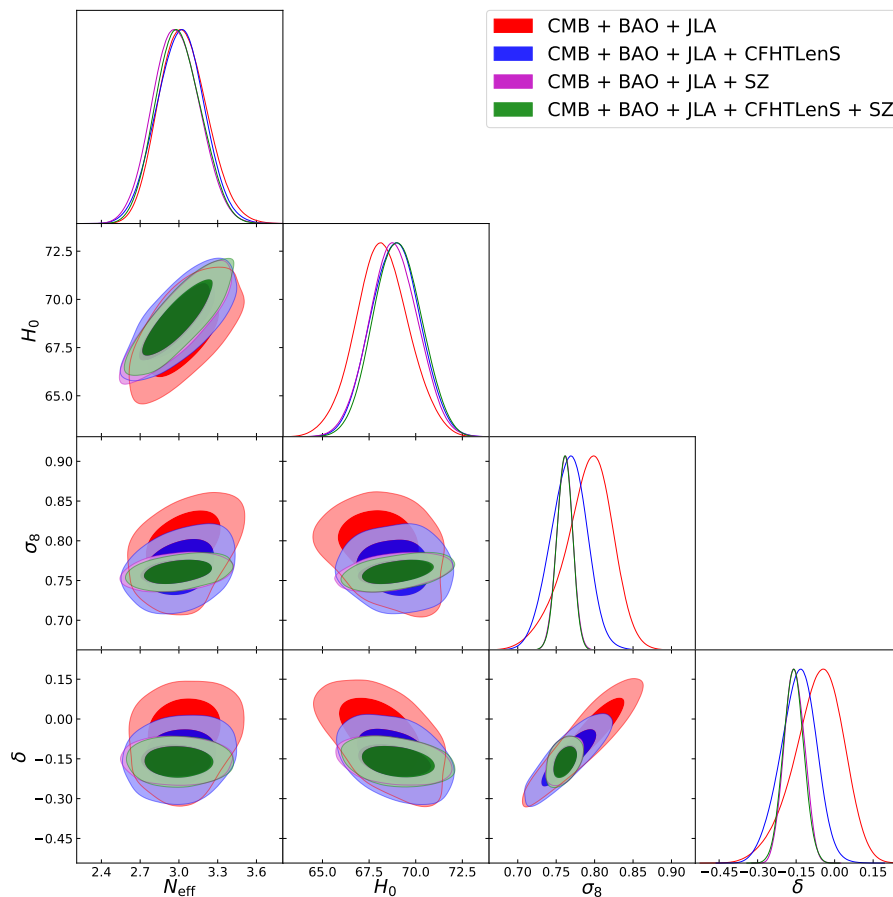 CMB + BAO + JLA
CMB + BAO + JLA + CFHTLenS
CMB + BAO + JLA + SZ
CMB + BAO + JLA + CFHTLenS + SZ
72.5
70.0
67.5
65.0
H₀
0.90
0.85
0.80
0.75
0.70
σ₈
0.15
0.00
−0.15
−0.30
−0.45
δ
2.4 2.7 3.0 3.3 3.6
65.0 67.5 70.0 72.5
0.70 0.75 0.80 0.85 0.90
−0.45 −0.30 −0.15 0.00 0.15
N_eff
H₀
σ₈
δ